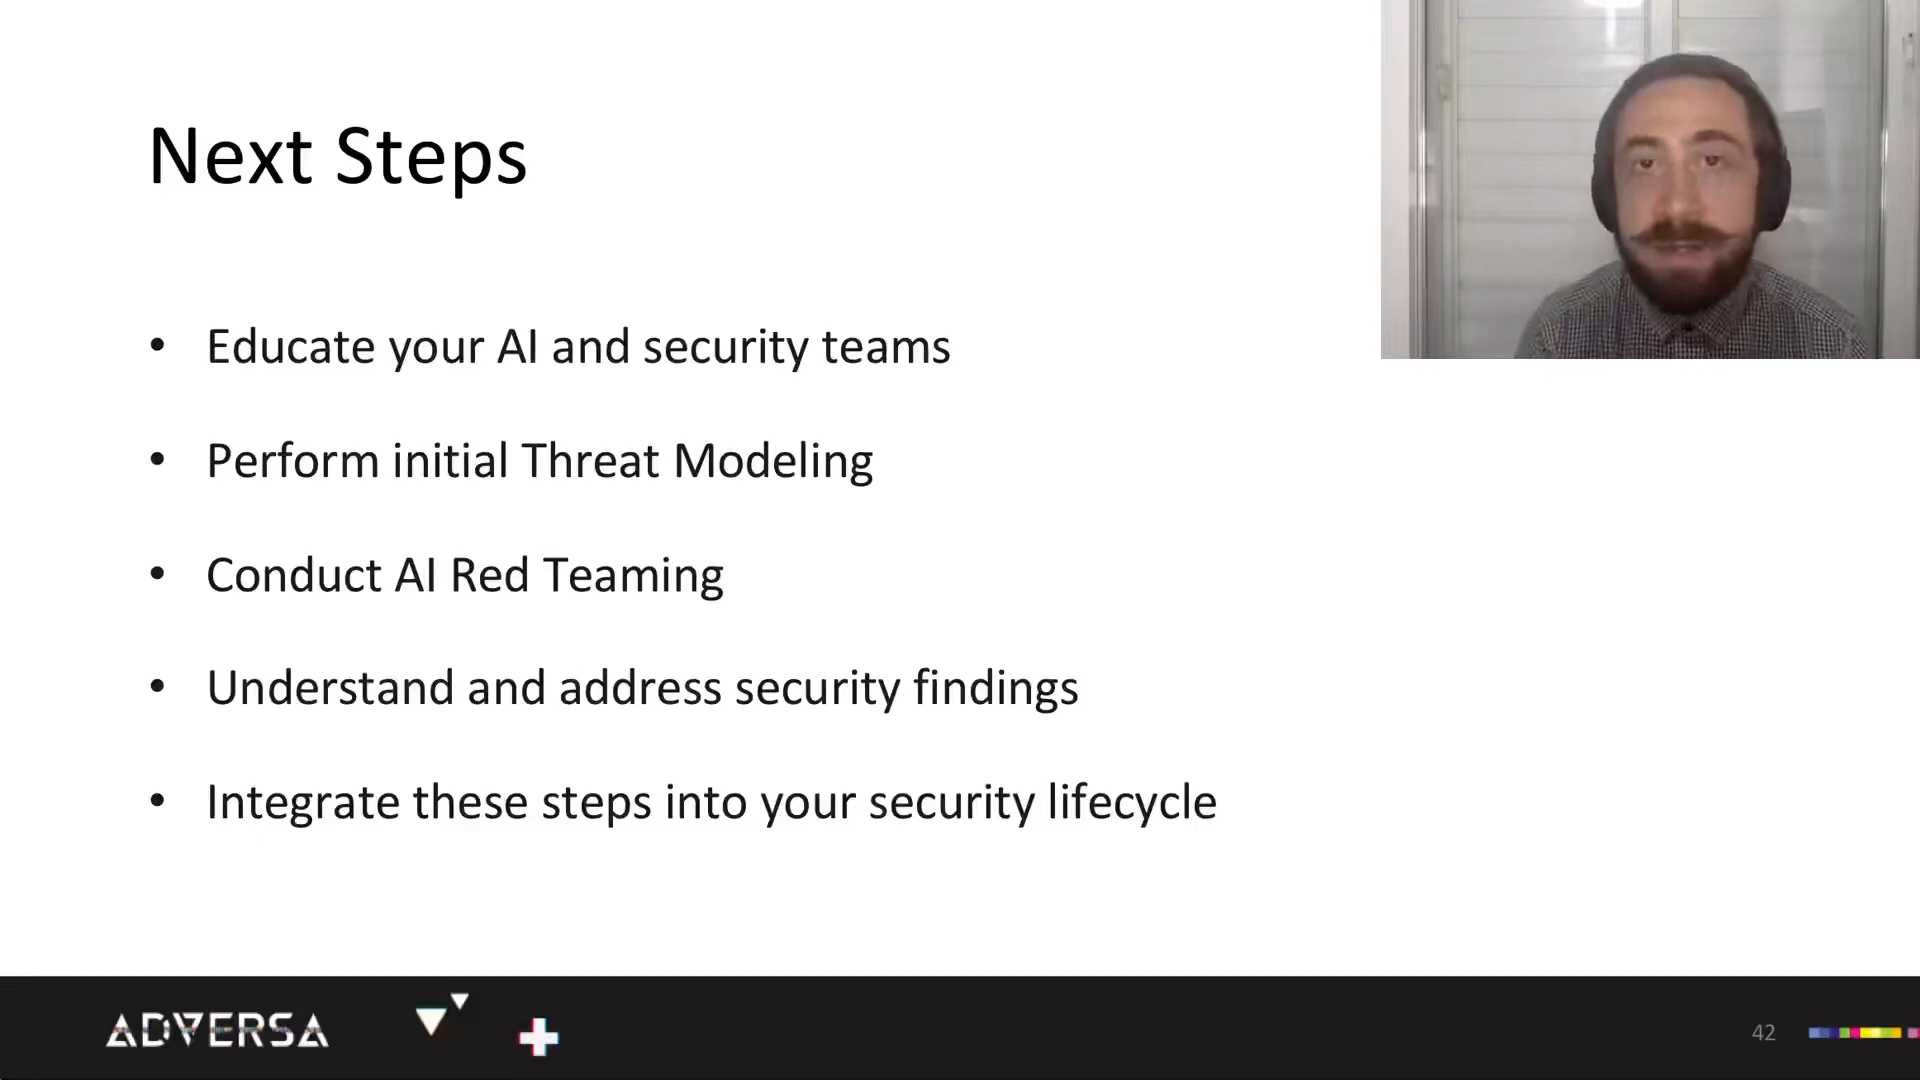 Next Steps
• Educate your AI and security teams
• Perform initial Threat Modeling
• Conduct AI Red Teaming
• Understand and address security findings
• Integrate these steps into your security lifecycle
ADVERSA
42